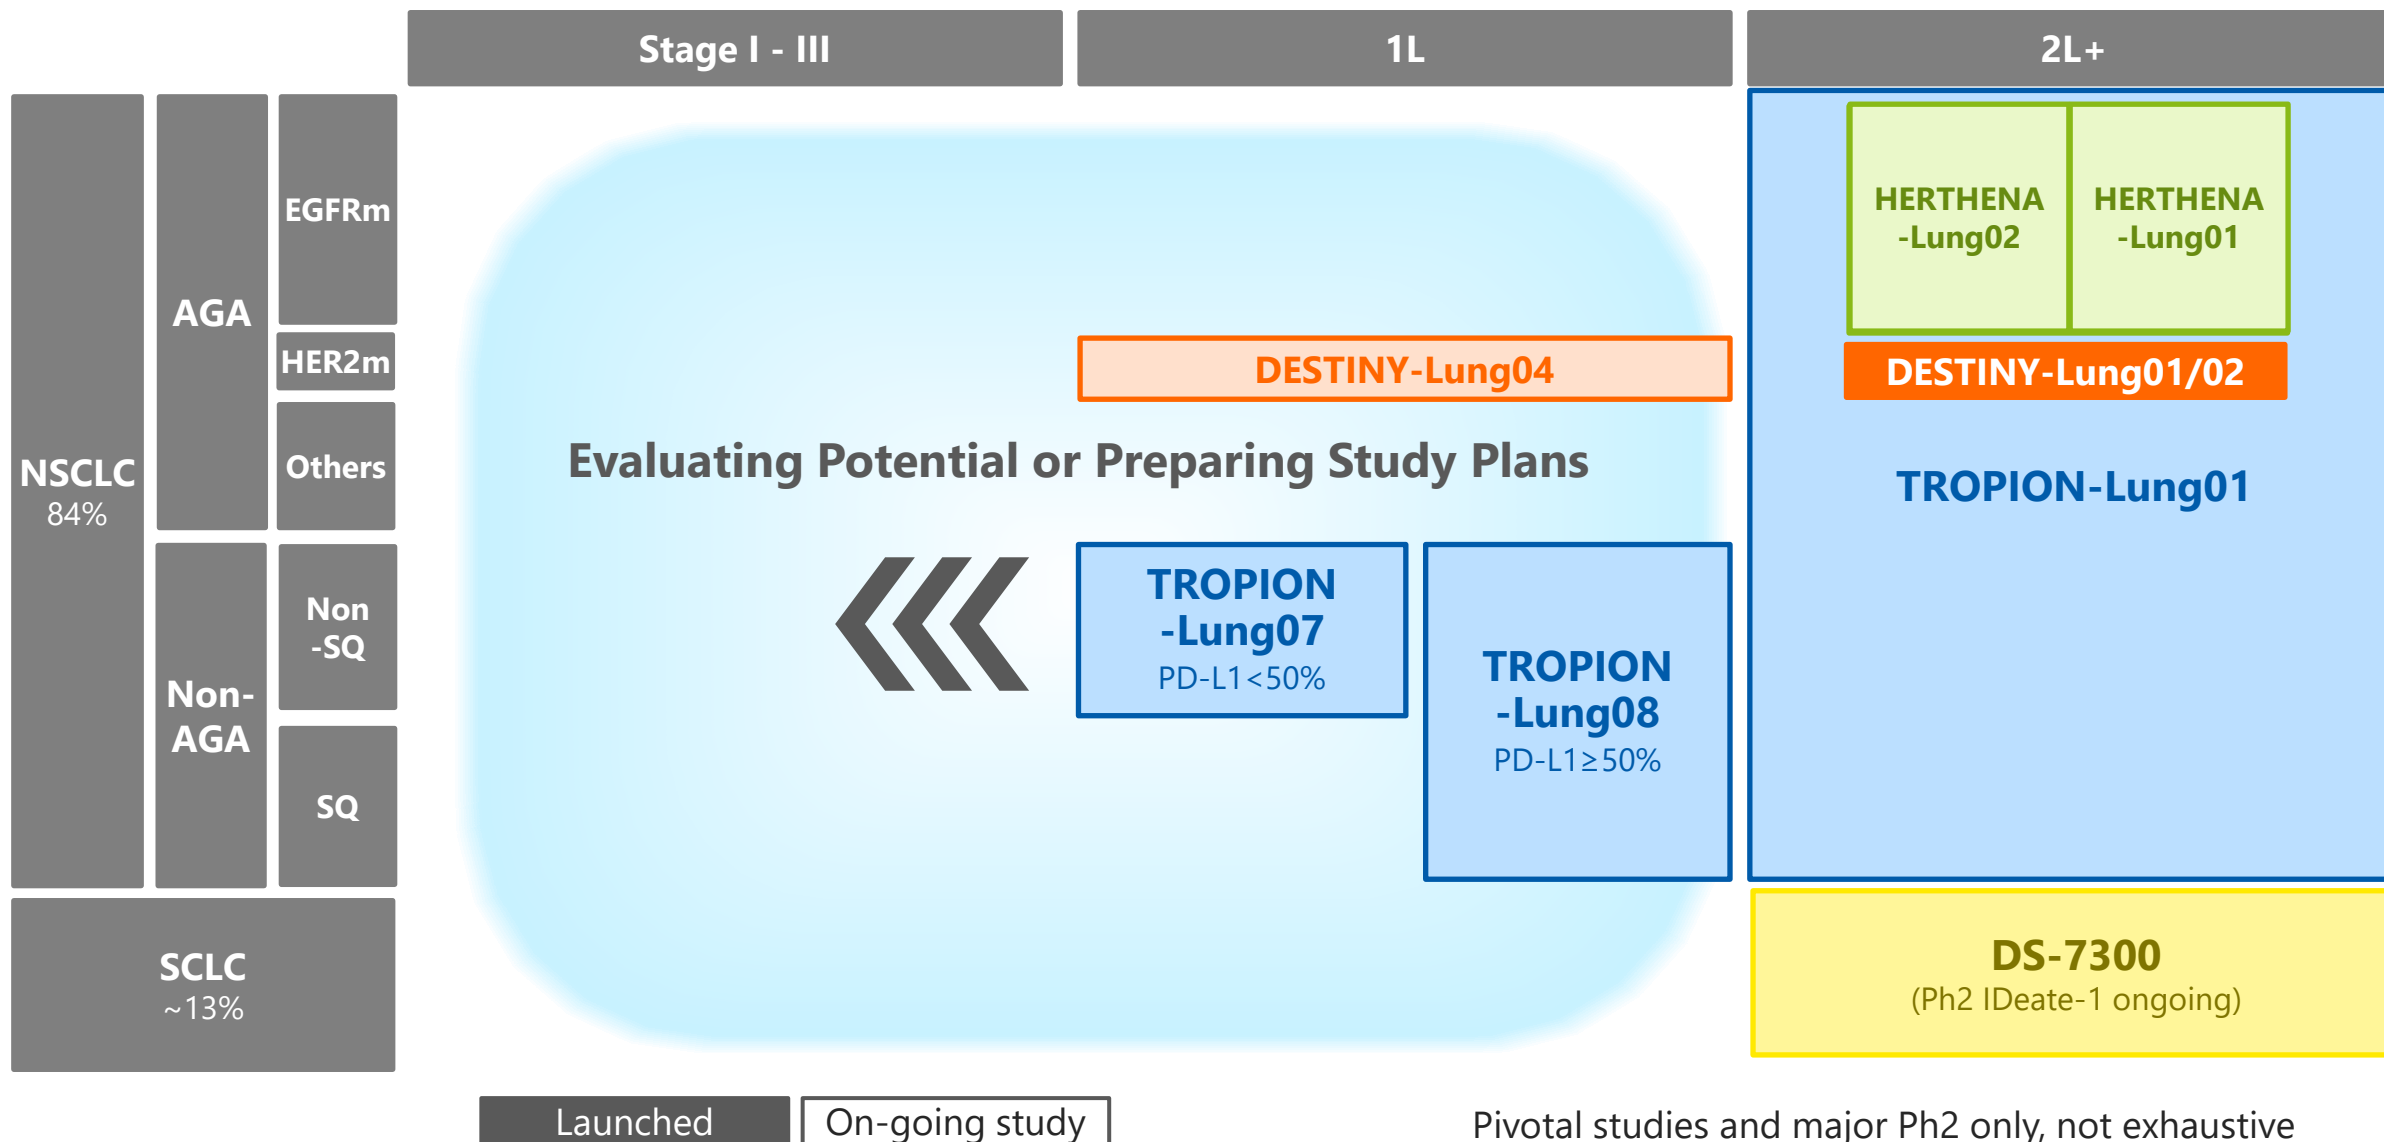 Stage I - III
1L
2L+
NSCLC
84%
AGA
EGFRm
HER2m
Others
Non-
AGA
Non
-SQ
SQ
SCLC
~13%
HERTHENA
-Lung02
HERTHENA
-Lung01
DESTINY-Lung04
DESTINY-Lung01/02
Evaluating Potential or Preparing Study Plans
TROPION-Lung01
TROPION
-Lung07
PD-L1<50%
TROPION
-Lung08
PD-L1≥50%
DS-7300
(Ph2 IDeate-1 ongoing)
Launched
On-going study
Pivotal studies and major Ph2 only, not exhaustive